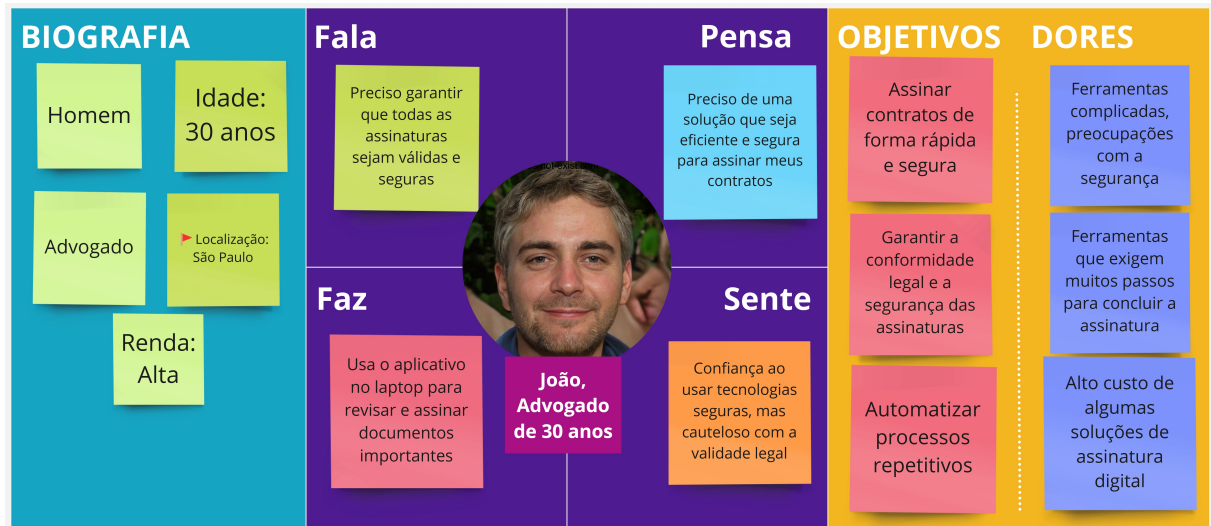 BIOGRAFIA
Homem
Idade:
30 anos
Advogado
🚩 Localização:
São Paulo
Renda:
Alta
Fala
Preciso garantir
que todas as
assinaturas
sejam válidas e
seguras
Pensa
Preciso de uma
solução que seja
eficiente e segura
para assinar meus
contratos
Faz
Usa o aplicativo
no laptop para
revisar e assinar
documentos
importantes
João,
Advogado
de 30 anos
Sente
Confiança ao
usar tecnologias
seguras, mas
cauteloso com a
validade legal
OBJETIVOS
Assinar
contratos de
forma rápida
e segura
Garantir a
conformidade
legal e a
segurança das
assinaturas
Automatizar
processos
repetitivos
DORES
Ferramentas
complicadas,
preocupações
com a
segurança
Ferramentas
que exigem
muitos passos
para concluir a
assinatura
Alto custo de
algumas
soluções de
assinatura
digital